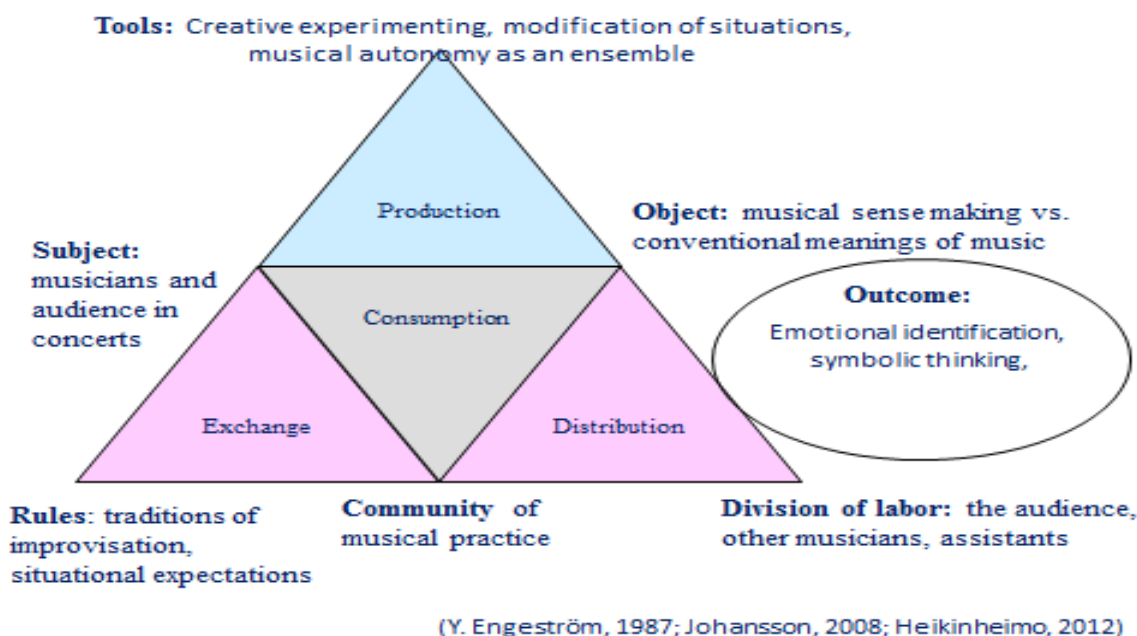 Tools: Creative experimenting, modification of situations,
musical autonomy as an ensemble
Production
Object: musical sense making vs.
conventional meanings of music
Subject:
musicians and
audience in
concerts
Consumption
Outcome:
Emotional identification,
symbolic thinking,
Exchange
Distribution
Rules: traditions of
improvisation,
situational expectations
Community of
musical practice
Division of labor: the audience,
other musicians, assistants
(Y. Engeström, 1987; Johansson, 2008; Heikinheimo, 2012)